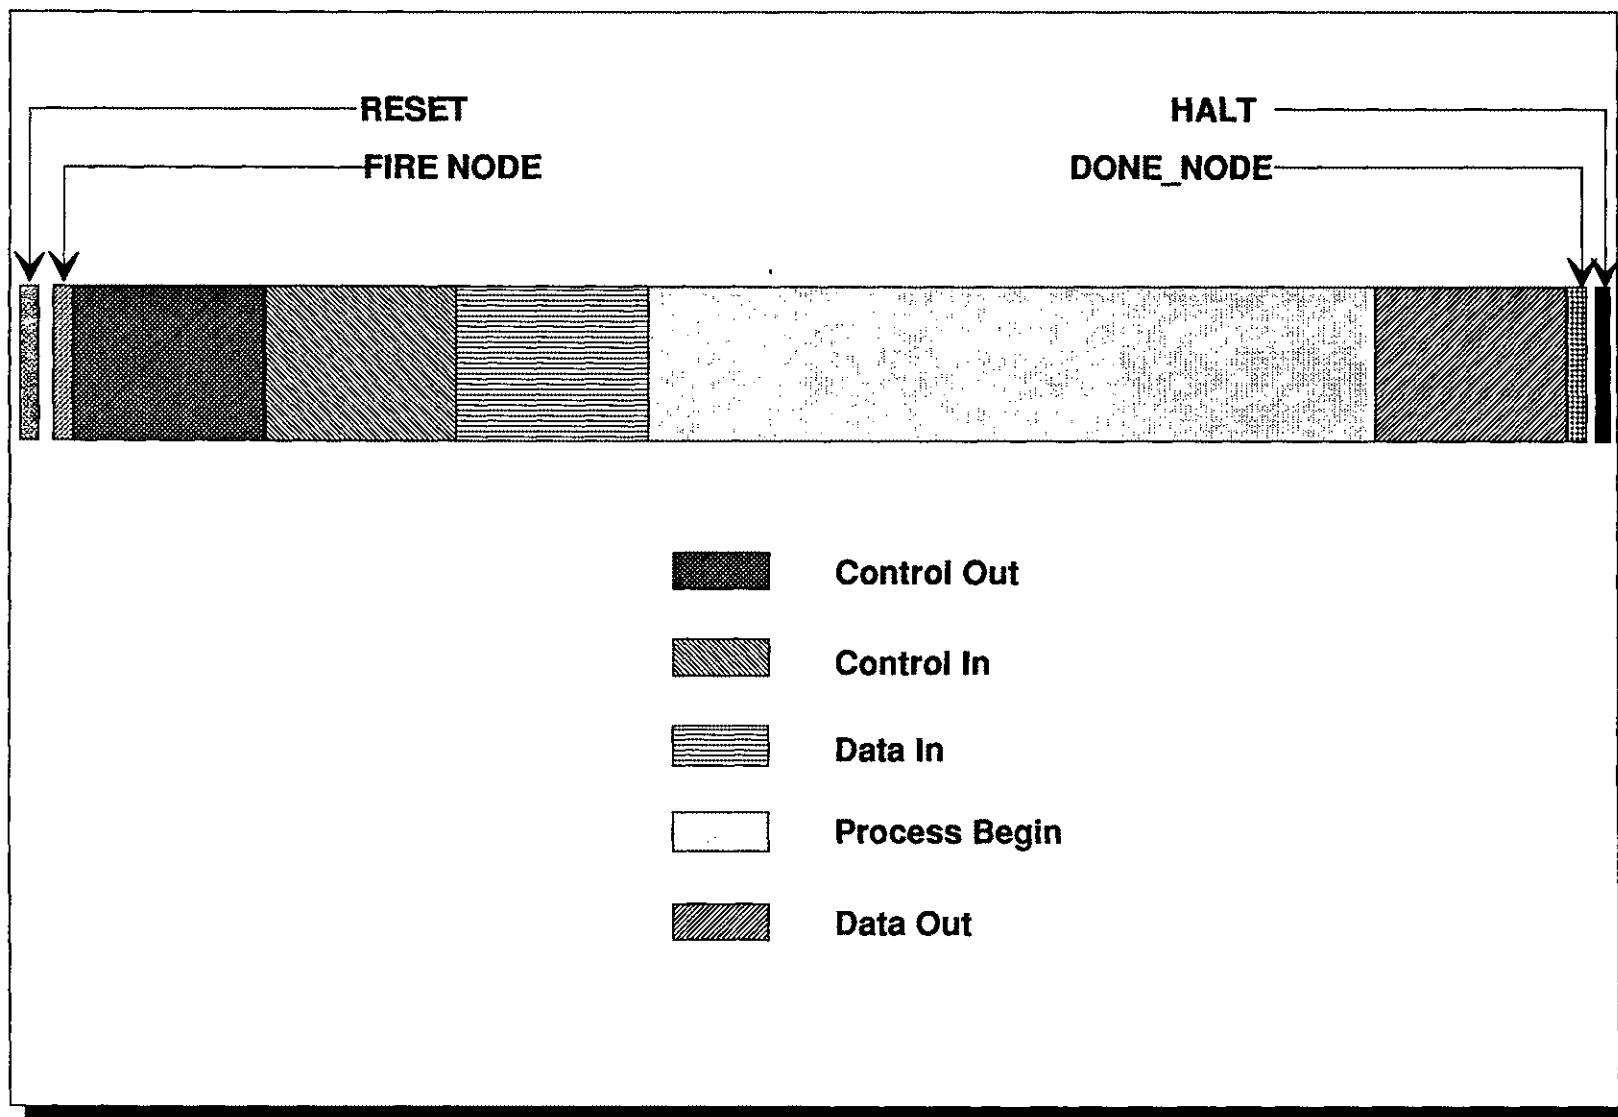 RESET
HALT
FIRE NODE
DONE_NODE
Control Out
Control In
Data In
Process Begin
Data Out